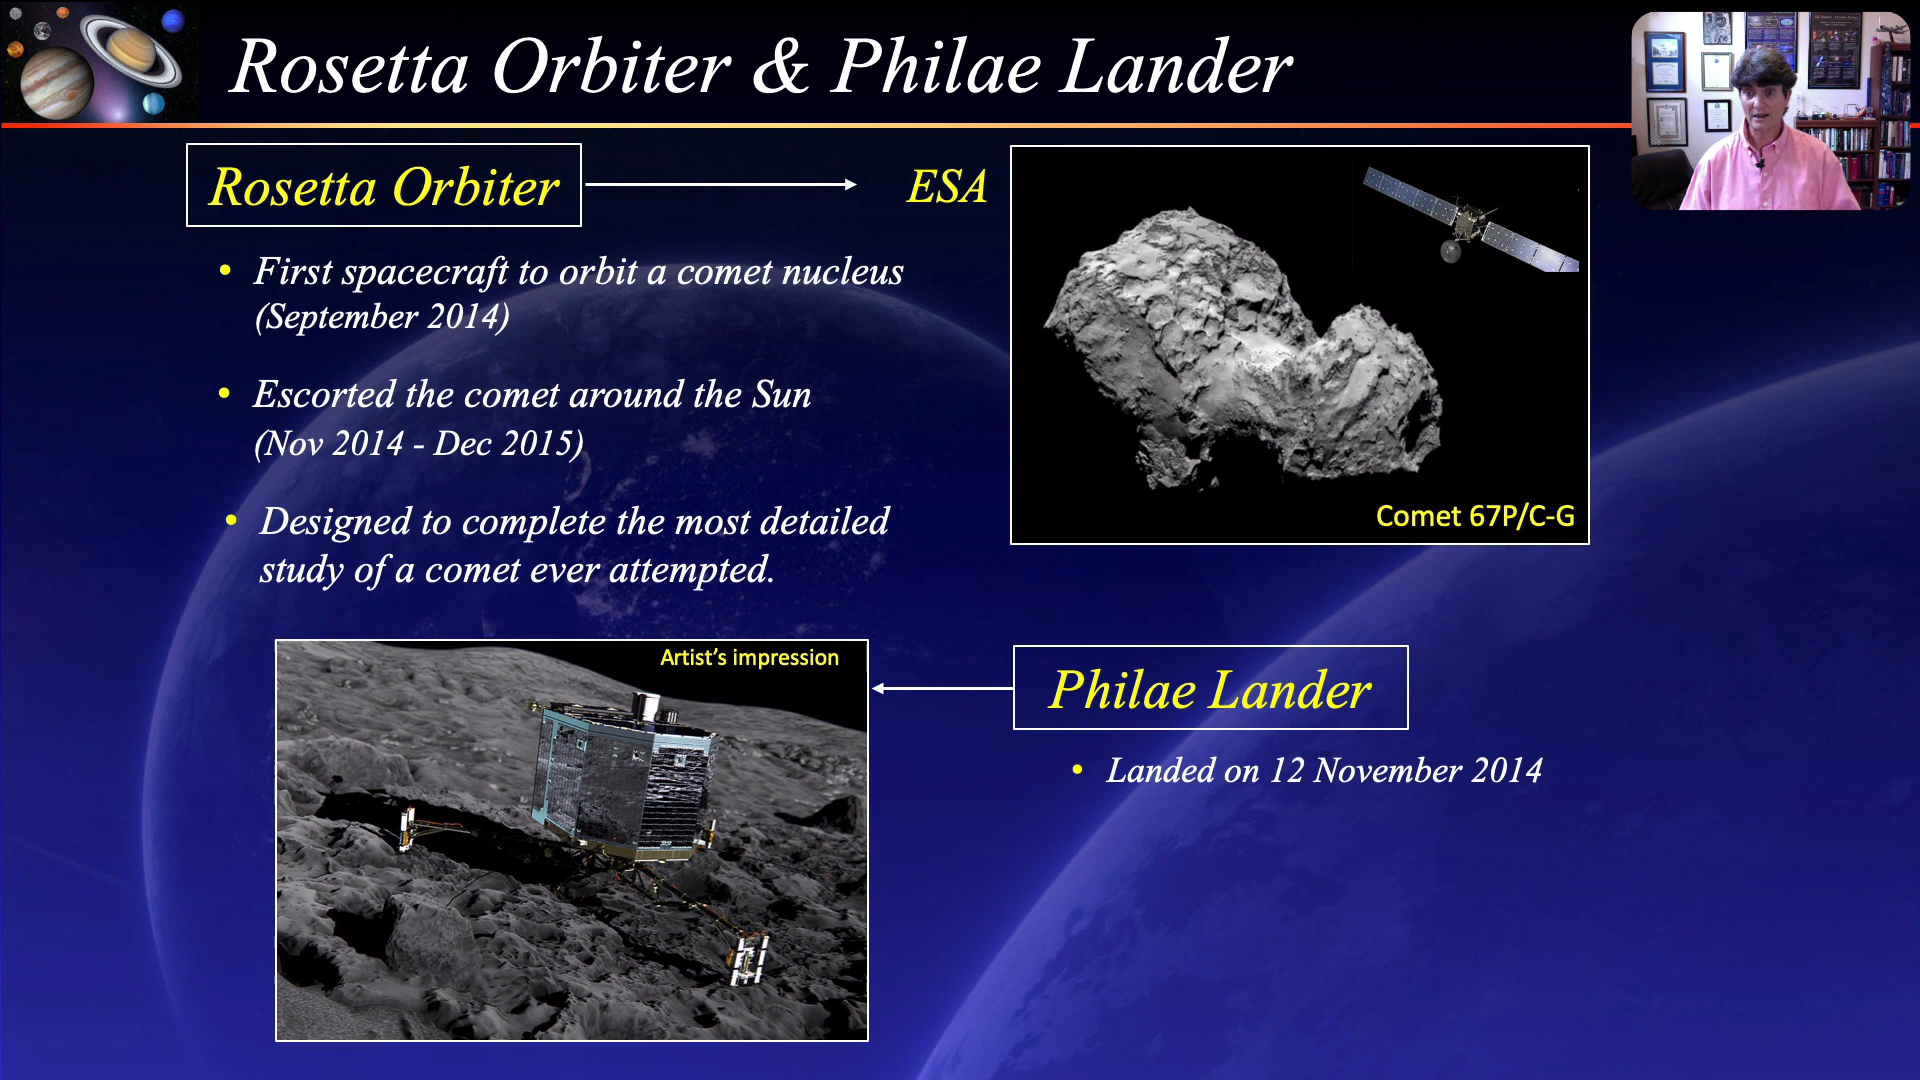 Rosetta Orbiter & Philae Lander
Rosetta Orbiter
ESA
• First spacecraft to orbit a comet nucleus
(September 2014)
• Escorted the comet around the Sun
(Nov 2014 - Dec 2015)
• Designed to complete the most detailed
study of a comet ever attempted.
Comet 67P/C-G
Artist’s impression
Philae Lander
• Landed on 12 November 2014